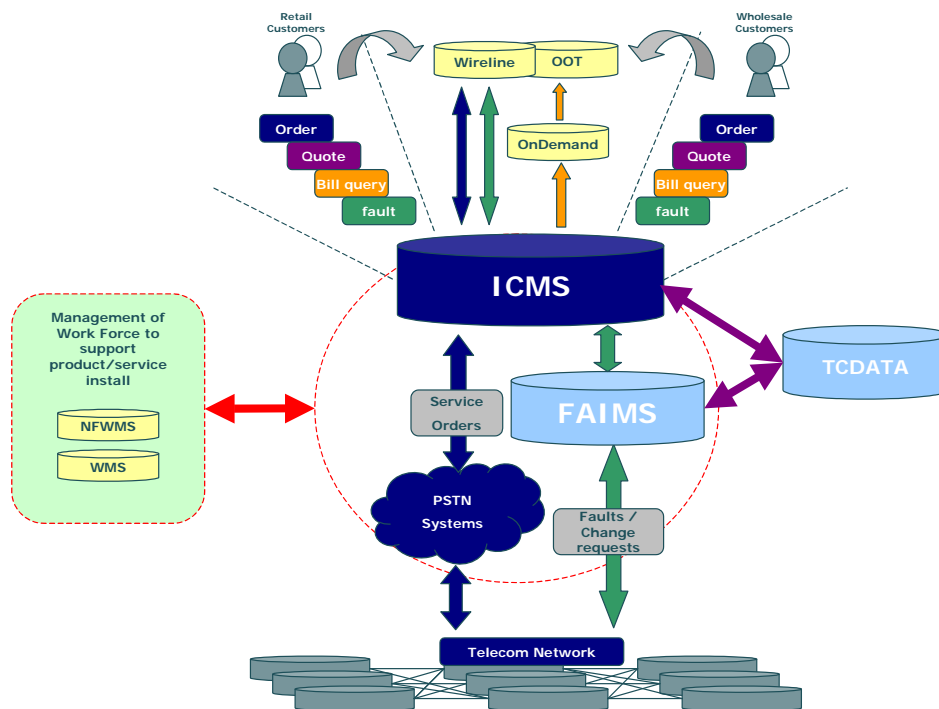 Retail
Customers
Wholesale
Customers
Wireline
OOT
OnDemand
Order
Quote
Bill query
fault
Order
Quote
Bill query
fault
ICMS
Management of
Work Force to
support
product/service
install
NFWMS
WMS
TCDATA
FAIMS
Service
Orders
PSTN
Systems
Faults /
Change
requests
Telecom Network